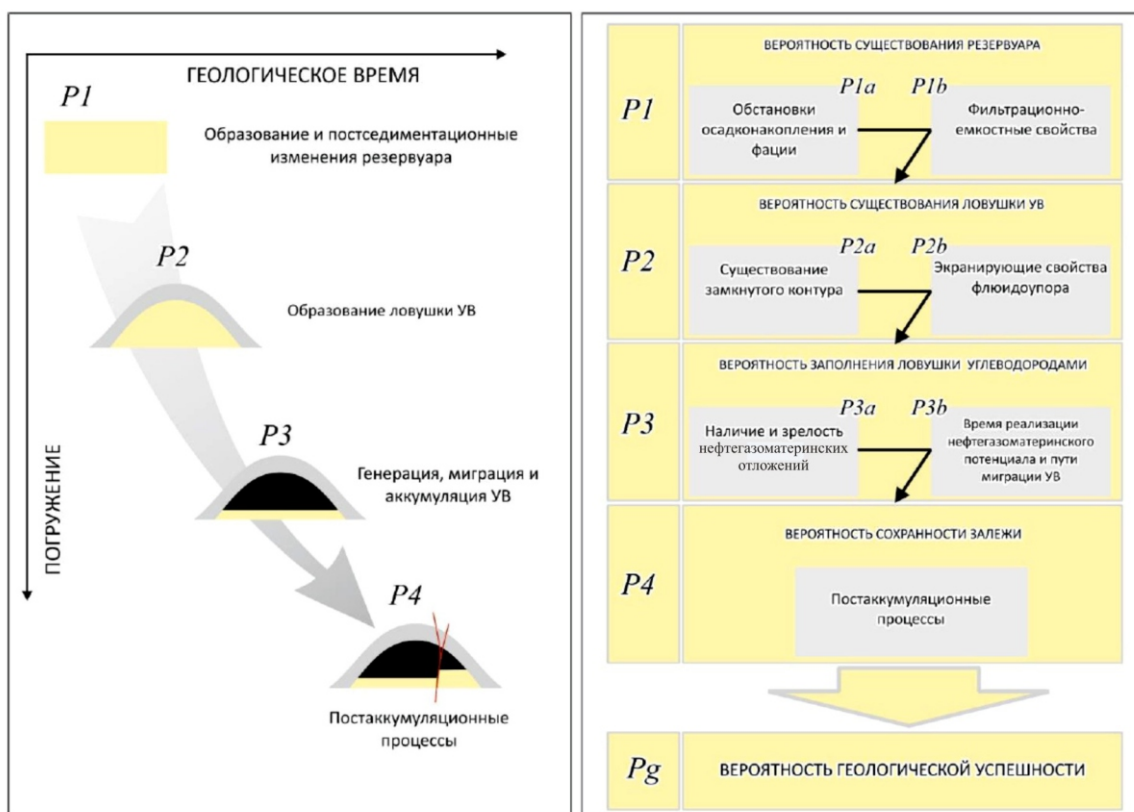 ГЕОЛОГИЧЕСКОЕ ВРЕМЯ
P1
Образование и постседиментационные
изменения резервуара
P2
Образование ловушки УВ
P3
Генерация, миграция и
аккумуляция УВ
ПОГРУЖЕНИЕ
P4
Постаккумуляционные
процессы
ВЕРОЯТНОСТЬ СУЩЕСТВОВАНИЯ РЕЗЕРВУАРА
P1
P1a
P1b
Обстановки
осадконакопления и
фации
Фильтрационно-
емкостные свойства
ВЕРОЯТНОСТЬ СУЩЕСТВОВАНИЯ ЛОВУШКИ УВ
P2
P2a
P2b
Существование
замкнутого контура
Экранирующие свойства
флюидоупора
ВЕРОЯТНОСТЬ ЗАПОЛНЕНИЯ ЛОВУШКИ УГЛЕВОДОРОДАМИ
P3
P3a
P3b
Наличие и зрелость
нефтегазоматеринских
отложений
Время реализации
нефтегазоматеринского
потенциала и пути
миграции УВ
ВЕРОЯТНОСТЬ СОХРАННОСТИ ЗАЛЕЖИ
P4
Постаккумуляционные
процессы
Pg
ВЕРОЯТНОСТЬ ГЕОЛОГИЧЕСКОЙ УСПЕШНОСТИ